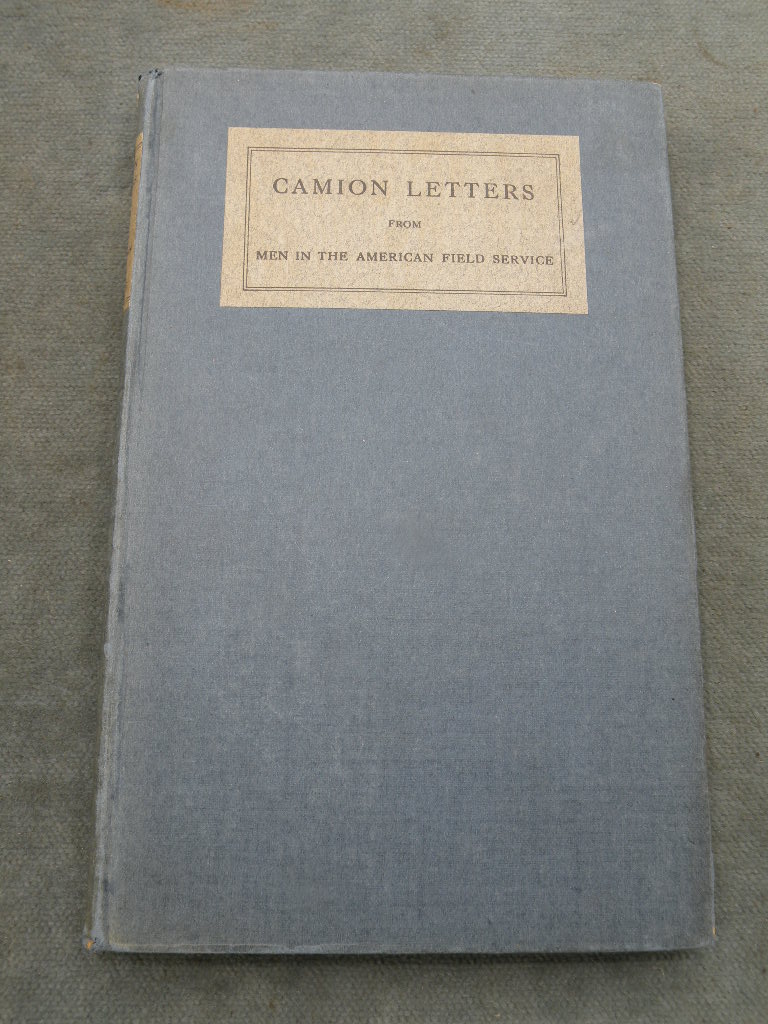 CAMION LETTERS
FROM
MEN IN THE AMERICAN FIELD SERVICE